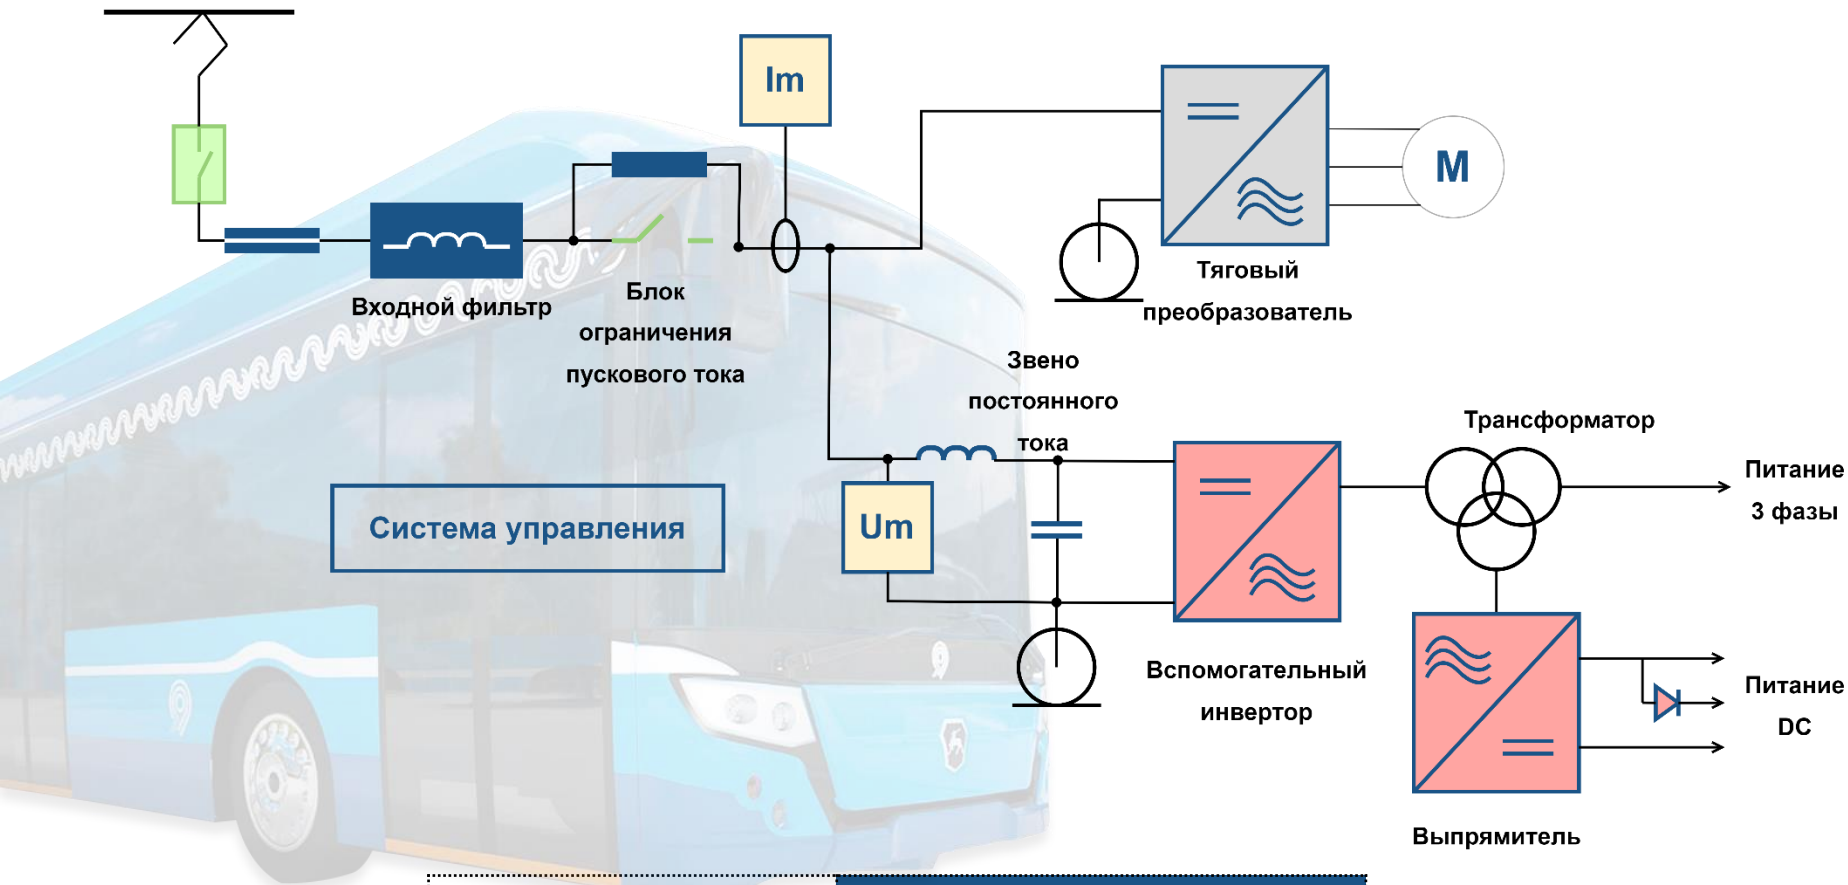 Im
M
Тяговый
преобразователь
Входной фильтр
Блок
ограничения
пускового тока
Звено
постоянного
тока
Трансформатор
Питание
3 фазы
Система управления
Um
Вспомогательный
инвертор
Питание
DC
Выпрямитель